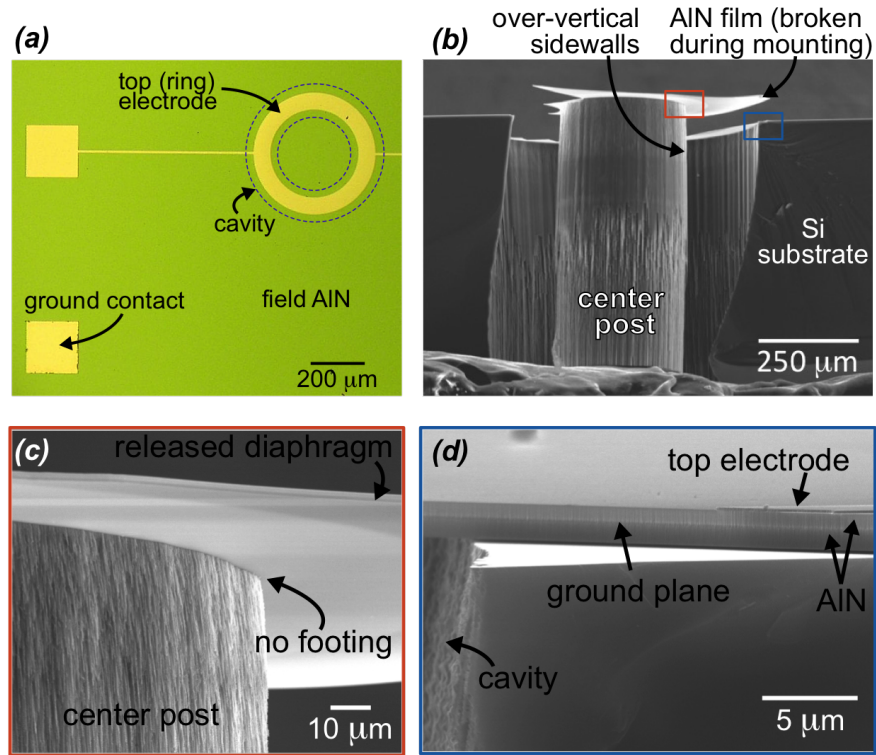 (a)
top (ring)
electrode
cavity
ground contact
field AlN
200 μm
(b)
over-vertical
sidewalls
AlN film (broken
during mounting)
Si
substrate
center
post
250 μm
(c)
released diaphragm
no footing
center post
10 μm
(d)
top electrode
ground plane
AlN
cavity
5 μm